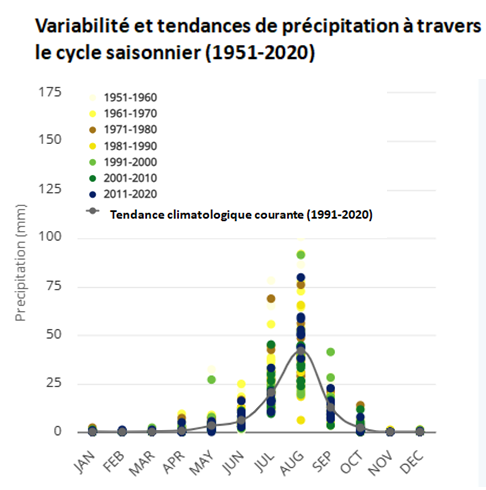 Variabilité et tendances de précipitation à travers
le cycle saisonnier (1951-2020)
175
150
125
100
75
50
25
0
Precipitation (mm)
1951-1960
1961-1970
1971-1980
1981-1990
1991-2000
2001-2010
2011-2020
Tendance climatologique courante (1991-2020)
JAN
FEB
MAR
APR
MAY
JUN
JUL
AUG
SEP
OCT
NOV
DEC